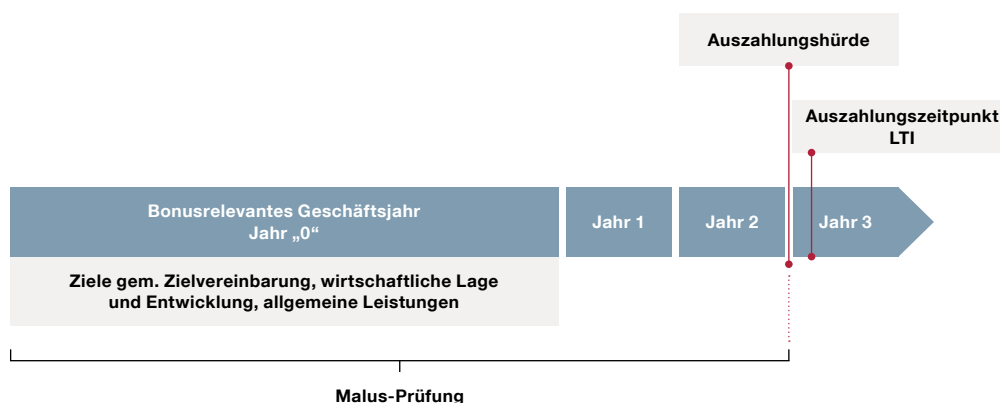 Auszahlungshürde
Auszahlungszeitpunkt
LTI
Bonusrelevantes Geschäftsjahr
Jahr „0“
Jahr 1
Jahr 2
Jahr 3
Ziele gem. Zielvereinbarung, wirtschaftliche Lage
und Entwicklung, allgemeine Leistungen
Malus-Prüfung